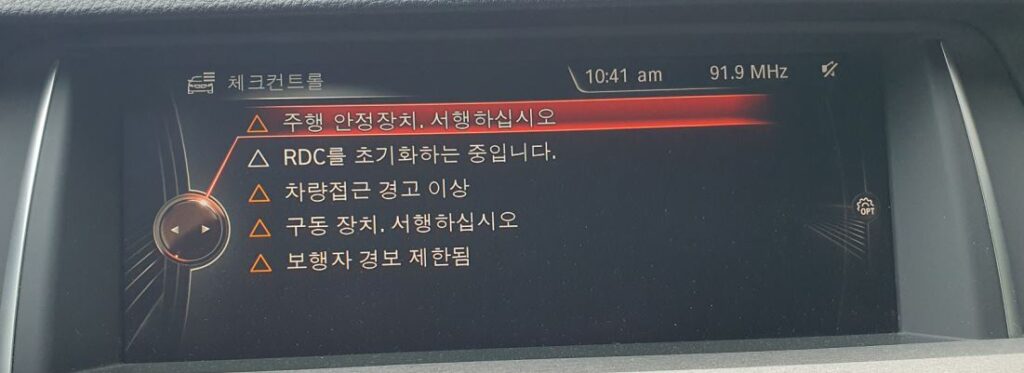 체크컨트롤
10:41 am 91.9 MHz
주행 안정장치. 서행하십시오
RDC를 초기화하는 중입니다.
차량접근 경고 이상
구동 장치. 서행하십시오
보행자 경보 제한됨
OPT